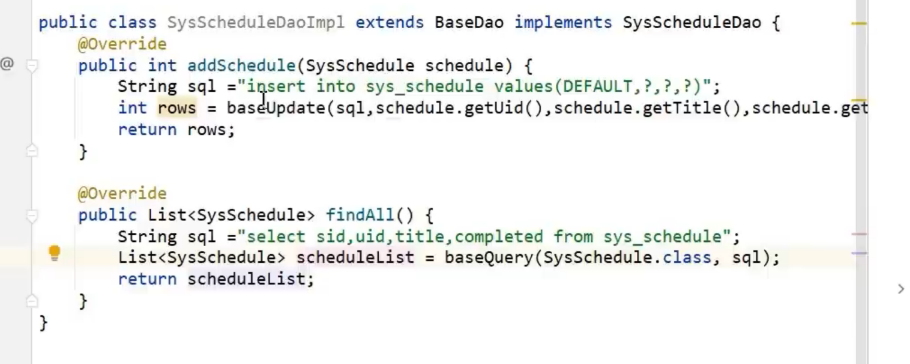 public class SysScheduleDaoImpl extends BaseDao implements SysScheduleDao {
@Override
public int addSchedule(SysSchedule schedule) {
String sql ="insert into sys_schedule values(DEFAULT,?,?,?)";
int rows = baseUpdate(sql,schedule.getUid(),schedule.getTitle(),schedule.get
return rows;
}
@Override
public List<SysSchedule> findAll() {
String sql ="select sid,uid,title,completed from sys_schedule";
List<SysSchedule> scheduleList = baseQuery(SysSchedule.class, sql);
return scheduleList;
}
}